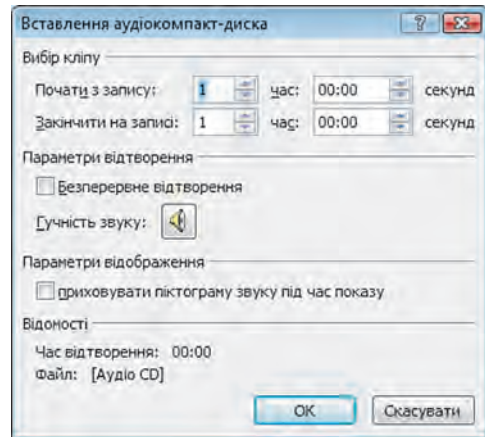 Вставлення аудіокомпакт-диска
Вибір кліпу
Почати з запису: 1 час: 00:00 секунд
Закінчити на записі: 1 час: 00:00 секунд
Параметри відтворення
Безперервне відтворення
Гучність звуку:
Параметри відображення
приховувати піктограму звуку під час показу
Відомості
Час відтворення: 00:00
Файл: [Аудіо CD]
ОК Скасувати